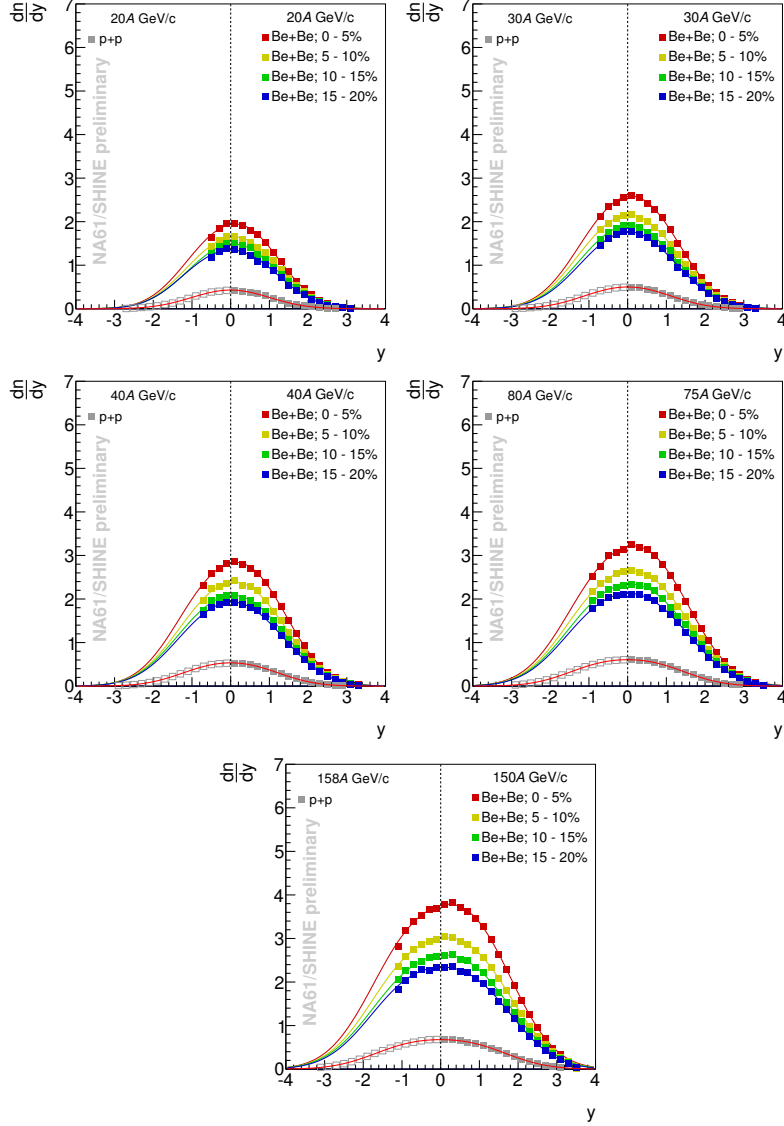 dn
dy
7
6
5
4
3
2
1
0
20A GeV/c
20A GeV/c
p+p
Be+Be; 0 - 5%
Be+Be; 5 - 10%
Be+Be; 10 - 15%
Be+Be; 15 - 20%
NA61/SHINE preliminary
-4 -3 -2 -1 0 1 2 3 4
y
dn
dy
7
6
5
4
3
2
1
0
30A GeV/c
30A GeV/c
p+p
Be+Be; 0 - 5%
Be+Be; 5 - 10%
Be+Be; 10 - 15%
Be+Be; 15 - 20%
NA61/SHINE preliminary
-4 -3 -2 -1 0 1 2 3 4
y
dn
dy
7
6
5
4
3
2
1
0
40A GeV/c
40A GeV/c
p+p
Be+Be; 0 - 5%
Be+Be; 5 - 10%
Be+Be; 10 - 15%
Be+Be; 15 - 20%
NA61/SHINE preliminary
-4 -3 -2 -1 0 1 2 3 4
y
dn
dy
7
6
5
4
3
2
1
0
80A GeV/c
75A GeV/c
p+p
Be+Be; 0 - 5%
Be+Be; 5 - 10%
Be+Be; 10 - 15%
Be+Be; 15 - 20%
NA61/SHINE preliminary
-4 -3 -2 -1 0 1 2 3 4
y
dn
dy
7
6
5
4
3
2
1
0
158A GeV/c
150A GeV/c
p+p
Be+Be; 0 - 5%
Be+Be; 5 - 10%
Be+Be; 10 - 15%
Be+Be; 15 - 20%
NA61/SHINE preliminary
-4 -3 -2 -1 0 1 2 3 4
y